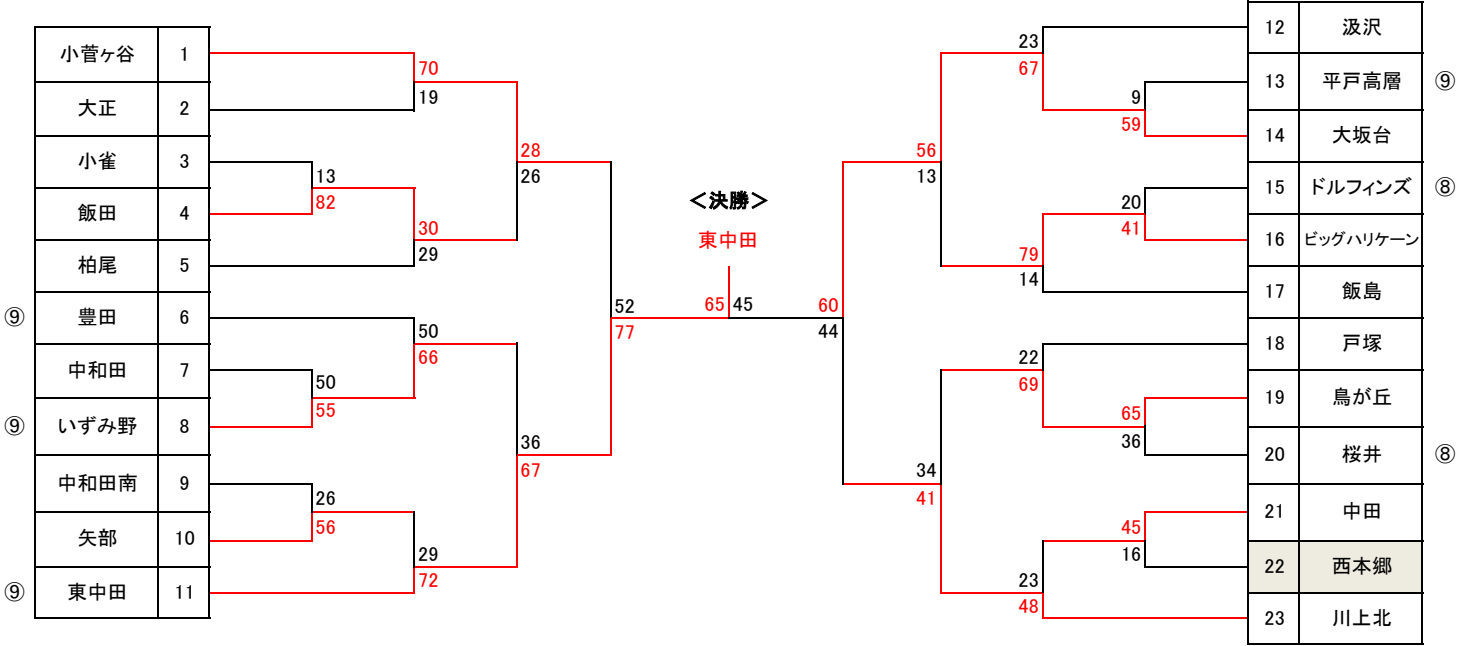 小菅ヶ谷 1
大正 2
小雀 3
飯田 4
柏尾 5
⑨ 豊田 6
中和田 7
⑨ いずみ野 8
中和田南 9
矢部 10
⑨ 東中田 11
70
19
13
82
30
29
28
26
50
66
50
55
26
56
29
72
36
67
52
77
<決勝>
東中田
65 45
60
44
56
13
34
41
23
67
9
59
20
41
79
14
22
69
65
36
45
16
23
48
12 汲沢
13 平戸高層 ⑨
14 大坂台
15 ドルフィンズ ⑧
16 ビッグハリケーン
17 飯島
18 戸塚
19 鳥が丘
20 桜井 ⑧
21 中田
22 西本郷
23 川上北